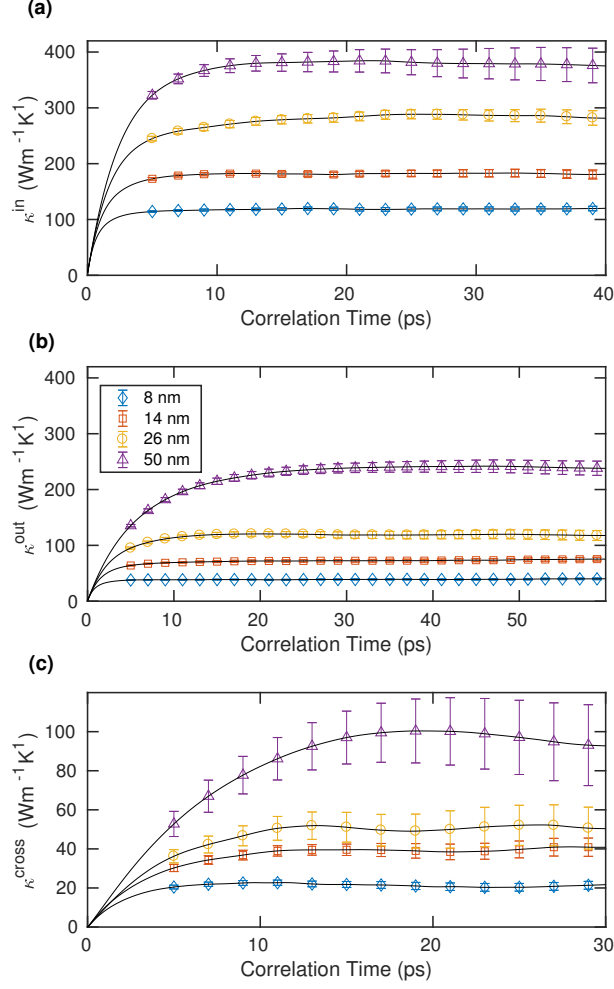 (a)
400
300
200
100
0
κ^in (Wm^-1K^1)
0 10 20 30 40
Correlation Time (ps)
(b)
400
300
200
100
0
κ^out (Wm^-1K^1)
8 nm
14 nm
26 nm
50 nm
0 10 20 30 40 50
Correlation Time (ps)
(c)
100
80
60
40
20
0
κ^cross (Wm^-1K^1)
0 10 20 30
Correlation Time (ps)